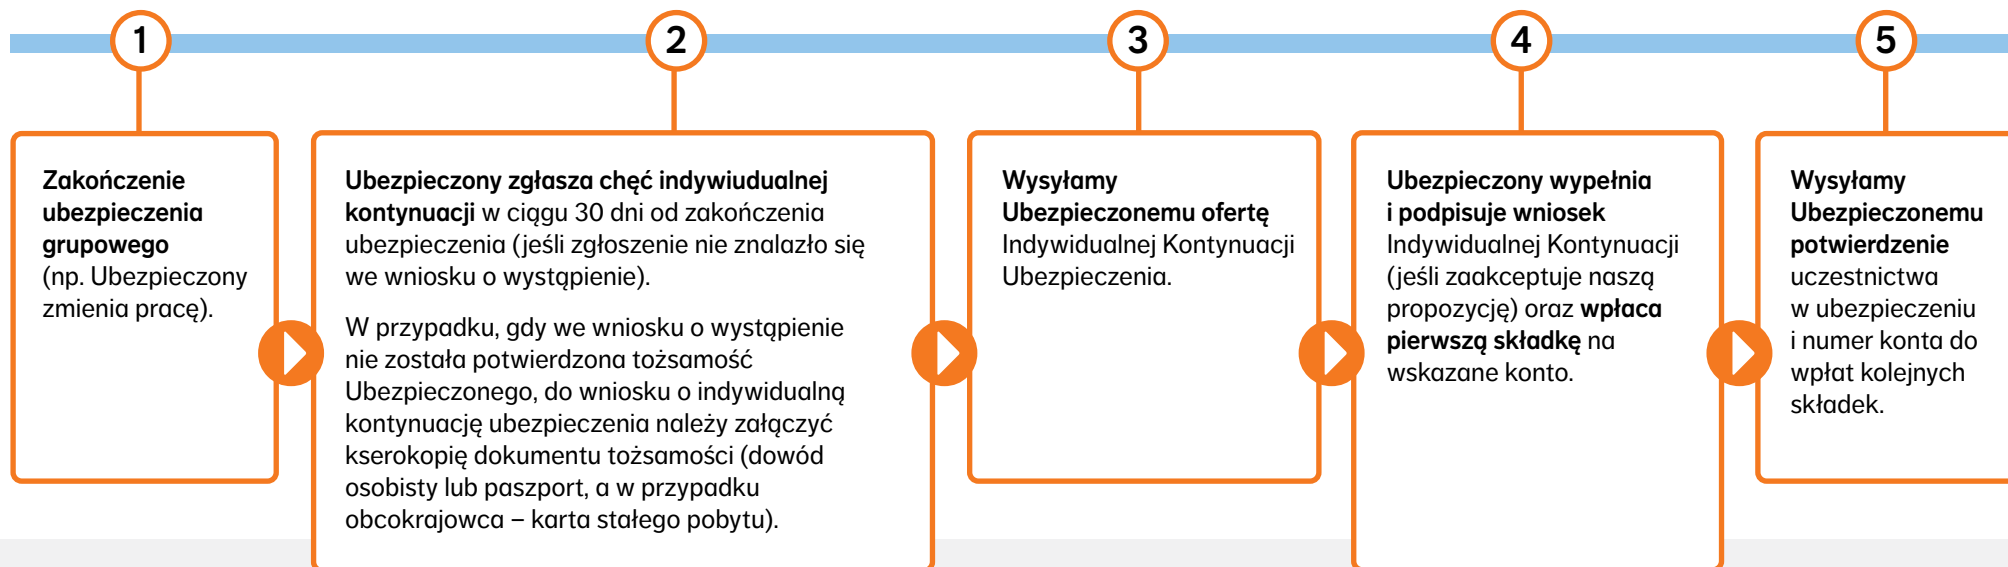 1
2
3
4
5
Zakończenie
ubezpieczenia
grupowego
(np. Ubezpieczony
zmienia pracę).
Ubezpieczony zgłasza chęć indywiudualnej
kontynuacji w ciągu 30 dni od zakończenia
ubezpieczenia (jeśli zgłoszenie nie znalazło się
we wniosku o wystąpienie).
W przypadku, gdy we wniosku o wystąpienie
nie została potwierdzona tożsamość
Ubezpieczonego, do wniosku o indywidualną
kontynuację ubezpieczenia należy załączyć
kserokopię dokumentu tożsamości (dowód
osobisty lub paszport, a w przypadku
obcokrajowca – karta stałego pobytu).
Wysyłamy
Ubezpieczonemu ofertę
Indywidualnej Kontynuacji
Ubezpieczenia.
Ubezpieczony wypełnia
i podpisuje wniosek
Indywidualnej Kontynuacji
(jeśli zaakceptuje naszą
propozycję) oraz wpłaca
pierwszą składkę na
wskazane konto.
Wysyłamy
Ubezpieczonemu
potwierdzenie
uczestnictwa
w ubezpieczeniu
i numer konta do
wpłat kolejnych
składek.